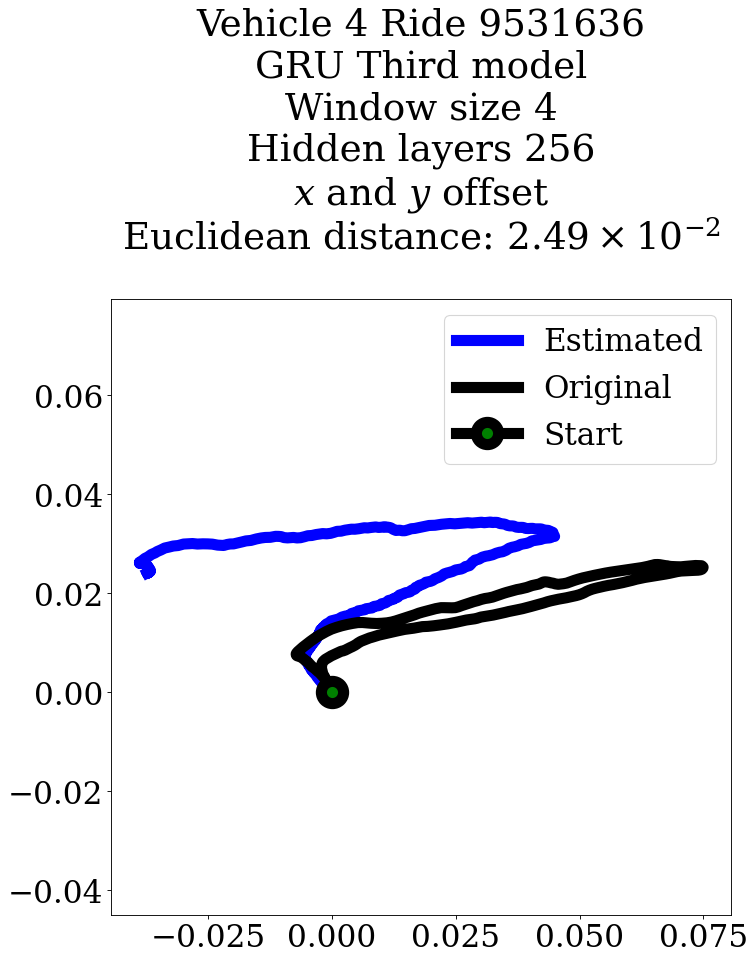 Vehicle 4 Ride 9531636
GRU Third model
Window size 4
Hidden layers 256
x and y offset
Euclidean distance: 2.49 × 10⁻²
Estimated
Original
Start
0.06
0.04
0.02
0.00
−0.02
−0.04
−0.025 0.000 0.025 0.050 0.075